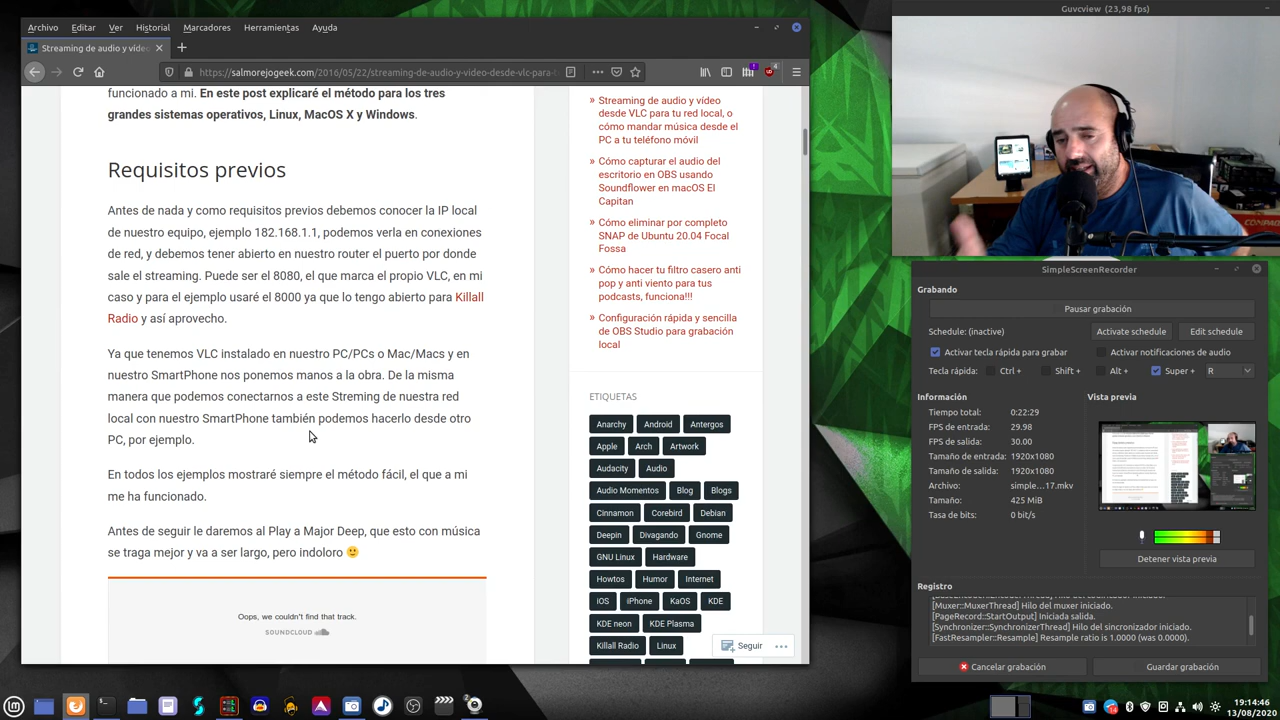 Archivo Editar Ver Historial Marcadores Herramientas Ayuda
Streaming de audio y vídeo
https://salmorejogeek.com/2016/05/22/streaming-de-audio-y-video-desde-vlc-para-
4
funcionado a mi. En este post explicaré el método para los tres
grandes sistemas operativos, Linux, MacOS X y Windows.
Requisitos previos
Antes de nada y como requisitos previos debemos conocer la IP local
de nuestro equipo, ejemplo 182.168.1.1, podemos verla en conexiones
de red, y debemos tener abierto en nuestro router el puerto por donde
sale el streaming. Puede ser el 8080, el que marca el propio VLC, en mi
caso y para el ejemplo usaré el 8000 ya que lo tengo abierto para Killall
Radio y así aprovecho.
Ya que tenemos VLC instalado en nuestro PC/PCs o Mac/Macs y en
nuestro SmartPhone nos ponemos manos a la obra. De la misma
manera que podemos conectarnos a este Streming de nuestra red
local con nuestro SmartPhone también podemos hacerlo desde otro
PC, por ejemplo.
En todos los ejemplos mostraré siempre el método fácil, el que a mi
me ha funcionado.
Antes de seguir le daremos al Play a Major Deep, que esto con música
se traga mejor y va a ser largo, pero indoloro 🙂
Oops, we couldn't find that track.
SOUNDCLOUD
» Streaming de audio y vídeo
desde VLC para tu red local, o
cómo mandar música desde el
PC a tu teléfono móvil
» Cómo capturar el audio del
escritorio en OBS usando
Soundflower en macOS El
Capitan
» Cómo eliminar por completo
SNAP de Ubuntu 20.04 Focal
Fossa
» Cómo hacer tu filtro casero anti
pop y anti viento para tus
podcasts, funciona!!!
» Configuración rápida y sencilla
de OBS Studio para grabación
local
ETIQUETAS
Anarchy Android Antergos
Apple Arch Artwork
Audacity Audio
Audio Momentos Blog Blogs
Cinnamon Corebird Debian
Deepin Divagando Gnome
GNU Linux Hardware
Howtos Humor Internet
iOS iPhone KaOS KDE
KDE neon KDE Plasma
Killall Radio Linux
Seguir
Guvcview (23,98 fps)
COMPAQ
SimpleScreenRecorder
Grabando
Pausar grabación
Schedule: (inactive) Activate schedule Edit schedule
Activar tecla rápida para grabar Activar notificaciones de audio
Tecla rápida: Ctrl + Shift + Alt + Super + R
Información
Tiempo total: 0:22:29
FPS de entrada: 29.98
FPS de salida: 30.00
Tamaño de entrada: 1920x1080
Tamaño de salida: 1920x1080
Archivo: simple...17.mkv
Tamaño: 425 MiB
Tasa de bits: 0 bit/s
Vista previa
Detener vista previa
Registro
[Muxer::MuxerThread] Hilo del muxer iniciado.
[PageRecord::StartOutput] Iniciada salida.
[Synchronizer::SynchronizerThread] Hilo del sincronizador iniciado.
[FastResampler::Resample] Resample ratio is 1.0000 (was 0.0000).
Cancelar grabación Guardar grabación
19:14:46
13/08/2020